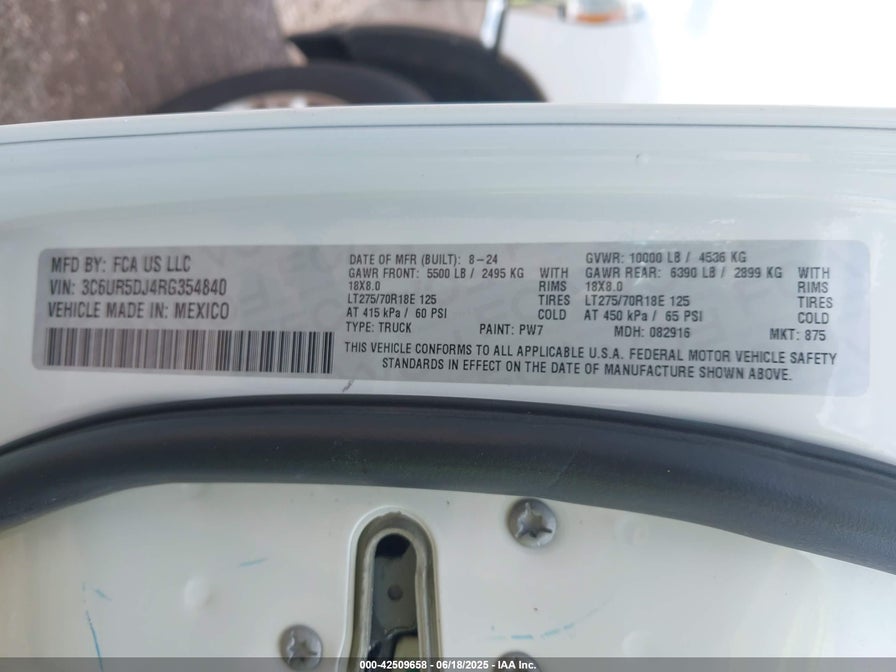 MFD BY: FCA US LLC
VIN: 3C6UR5DJ4RG354840
VEHICLE MADE IN: MEXICO
DATE OF MFR (BUILT): 8-24
GAWR FRONT: 5500 LB / 2495 KG WITH
18X8.0 RIMS
LT275/70R18E 125 TIRES
AT 415 kPa / 60 PSI COLD
TYPE: TRUCK PAINT: PW7
GVWR: 10000 LB / 4536 KG
GAWR REAR: 6390 LB / 2899 KG WITH
18X8.0 RIMS
LT275/70R18E 125 TIRES
AT 450 kPa / 65 PSI COLD
MDH: 082916 MKT: 875
THIS VEHICLE CONFORMS TO ALL APPLICABLE U.S.A. FEDERAL MOTOR VEHICLE SAFETY
STANDARDS IN EFFECT ON THE DATE OF MANUFACTURE SHOWN ABOVE.
000-42509658 - 06/18/2025 - IAA Inc.